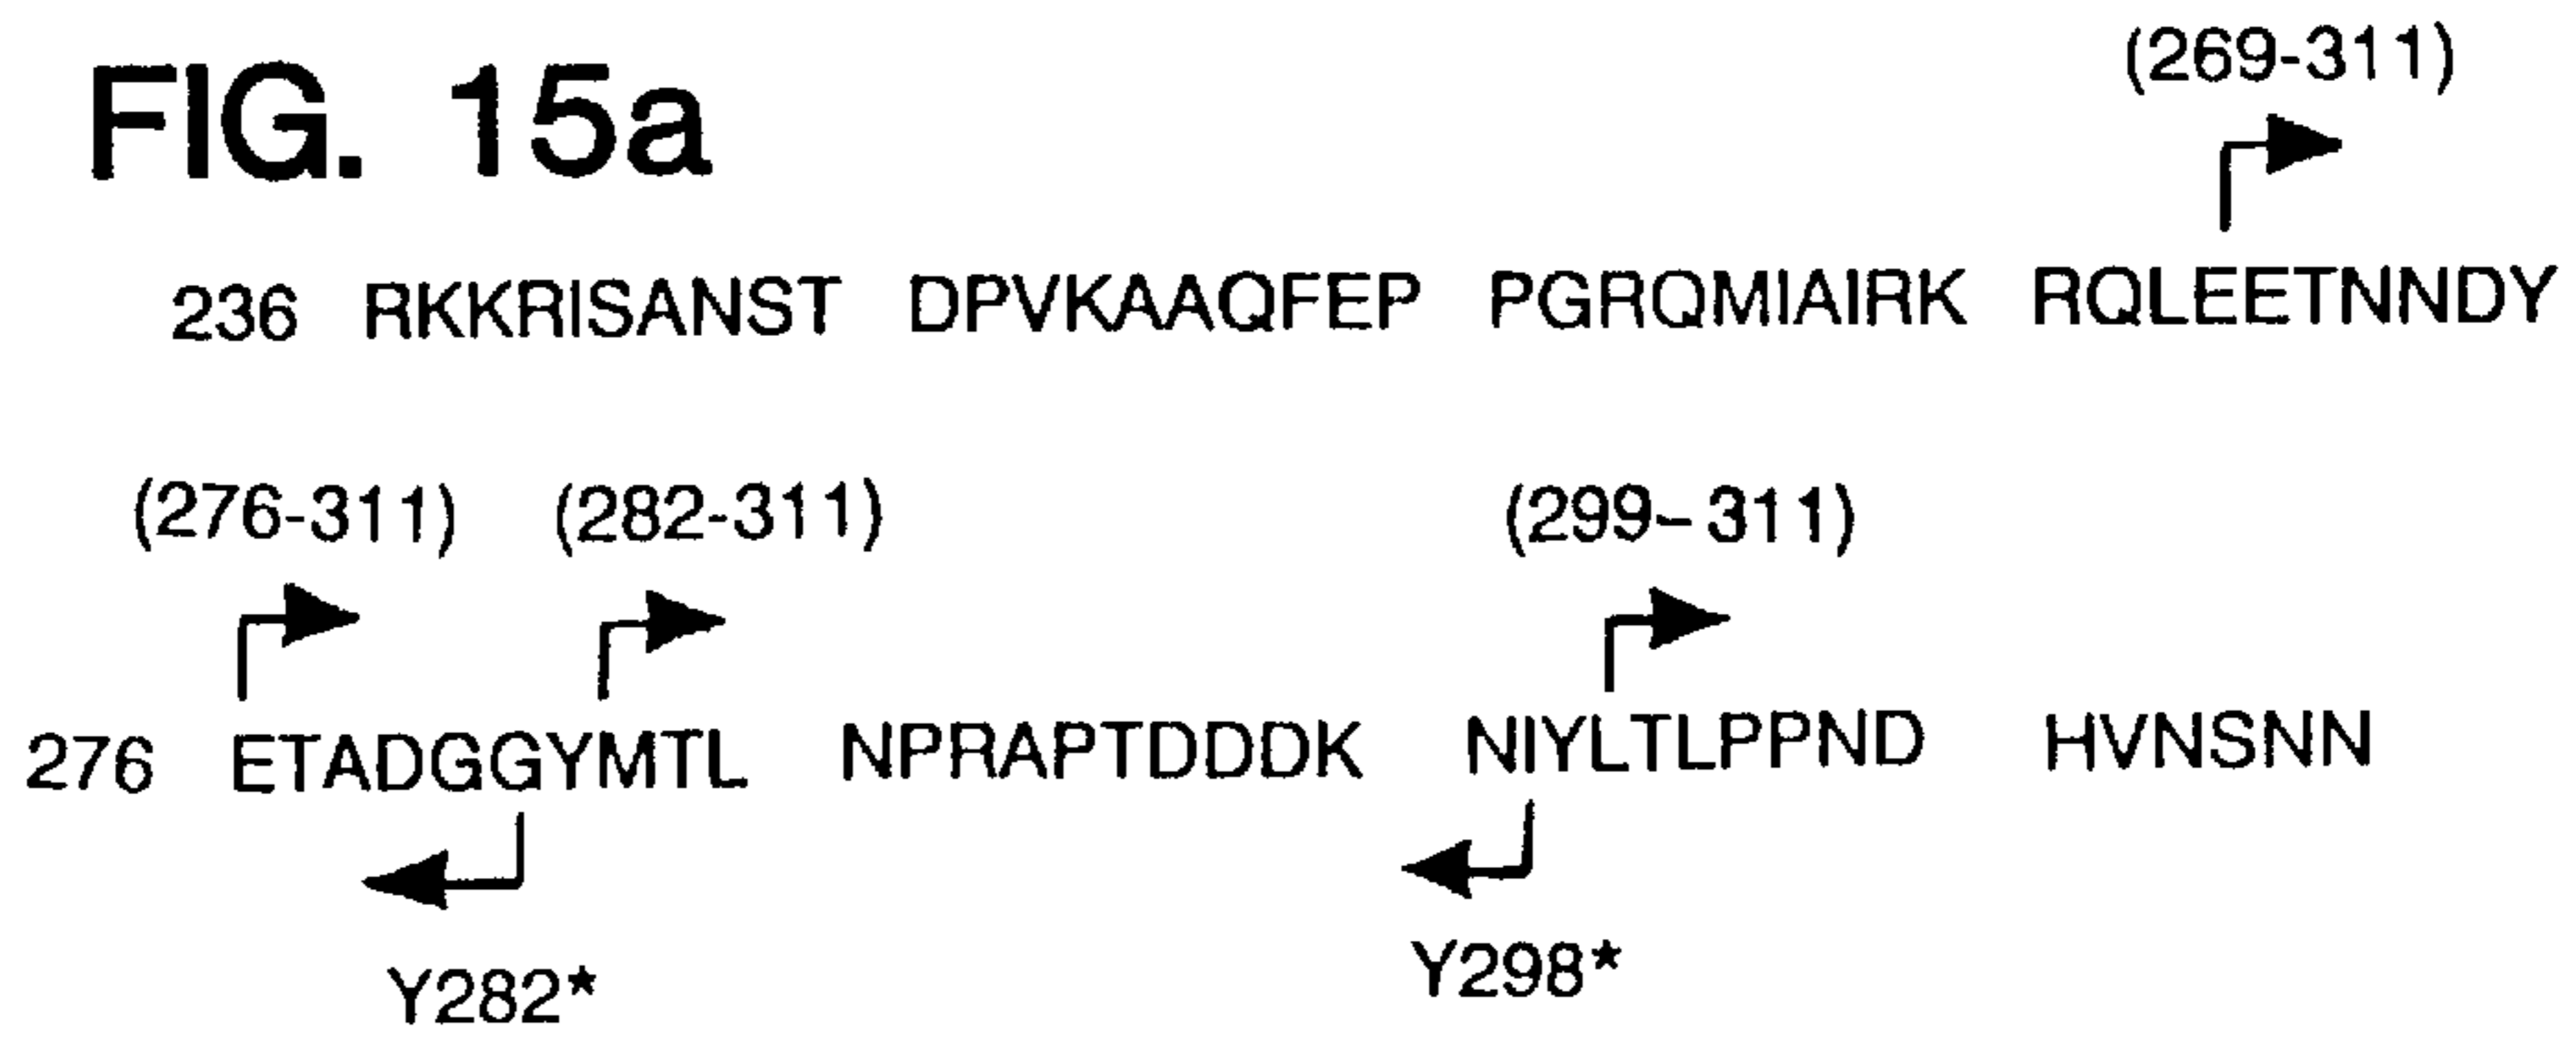 FIG. 15a
(269-311)
236 RKKRISANST DPVKAAQFEP PGRQMIAIRK RQLEETNNDY
(276-311) (282-311) (299-311)
276 ETADGGYMTL NPRAPTDDDK NIYLTLPPND HVNSNN
Y282* Y298*